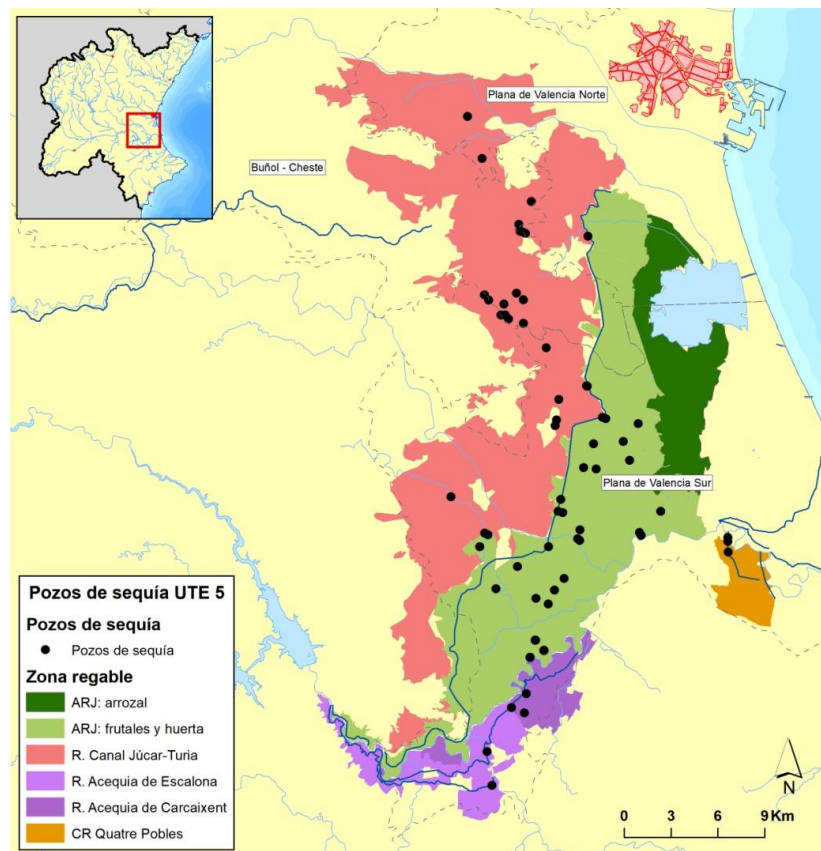 Plana de Valencia Norte
Buñol - Cheste
Plana de Valencia Sur
Pozos de sequía UTE 5
Pozos de sequía
Pozos de sequía
Zona regable
ARJ: arrozal
ARJ: frutales y huerta
R. Canal Júcar-Turia
R. Acequia de Escalona
R. Acequia de Carcaixent
CR Quatre Pobles
N
0 3 6 9 Km